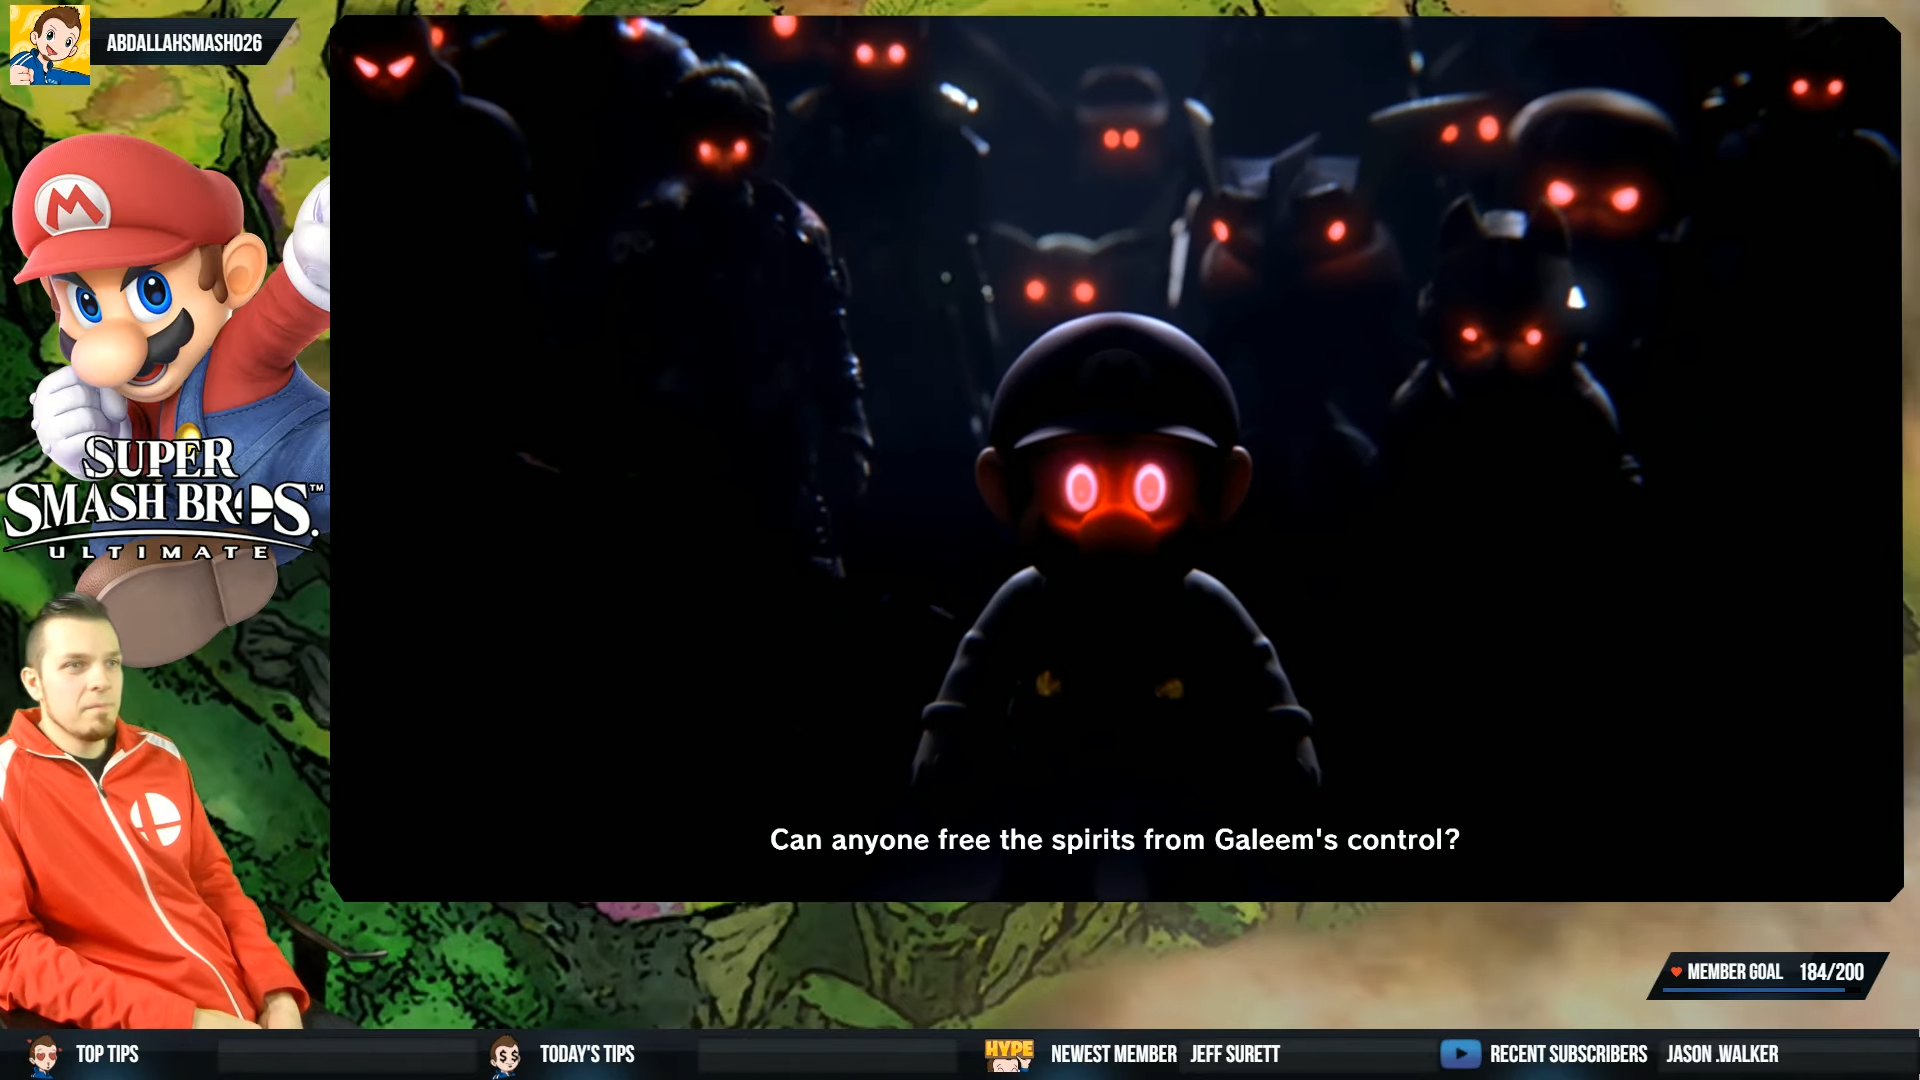 ABDALLAHSMASH026
M
SUPER
SMASH BROS.™
ULTIMATE
Can anyone free the spirits from Galeem's control?
MEMBER GOAL 184/200
TOP TIPS
TODAY'S TIPS
HYPE
NEWEST MEMBER JEFF SURETT
RECENT SUBSCRIBERS JASON .WALKER